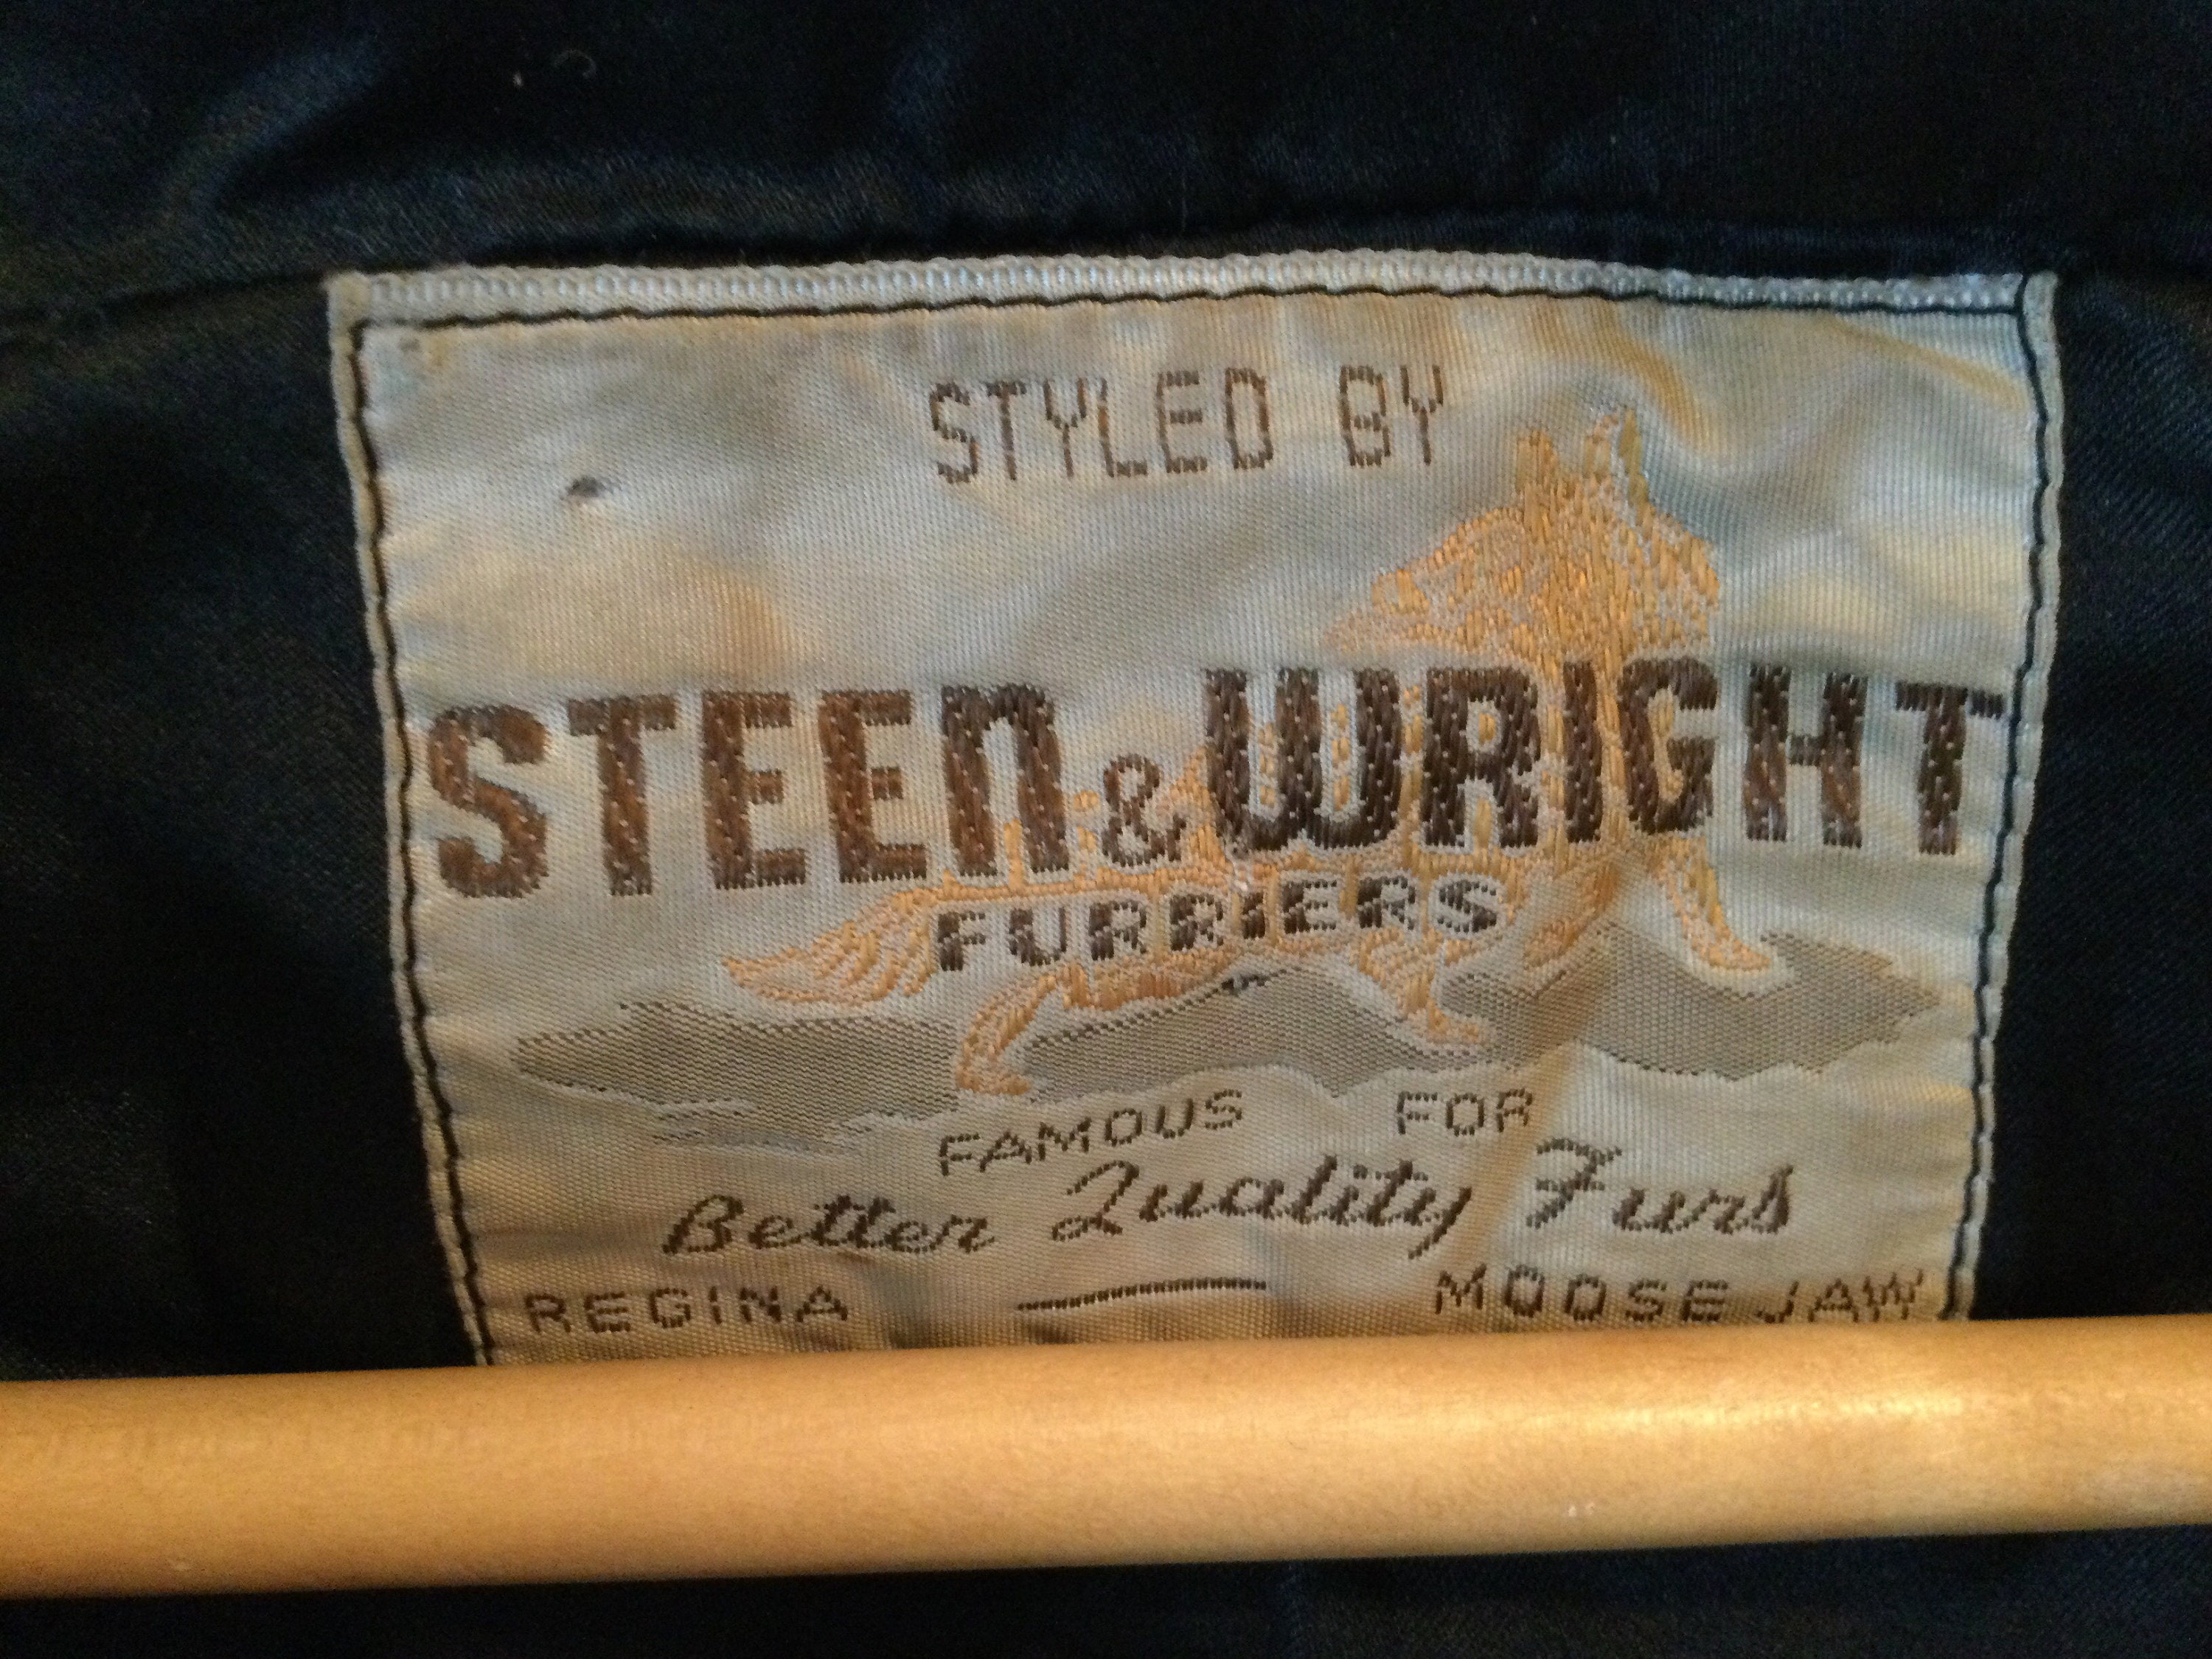 STYLED BY
STEEN & WRIGHT
FURRIERS
FAMOUS FOR
Better Quality Furs
REGINA — MOOSE JAW